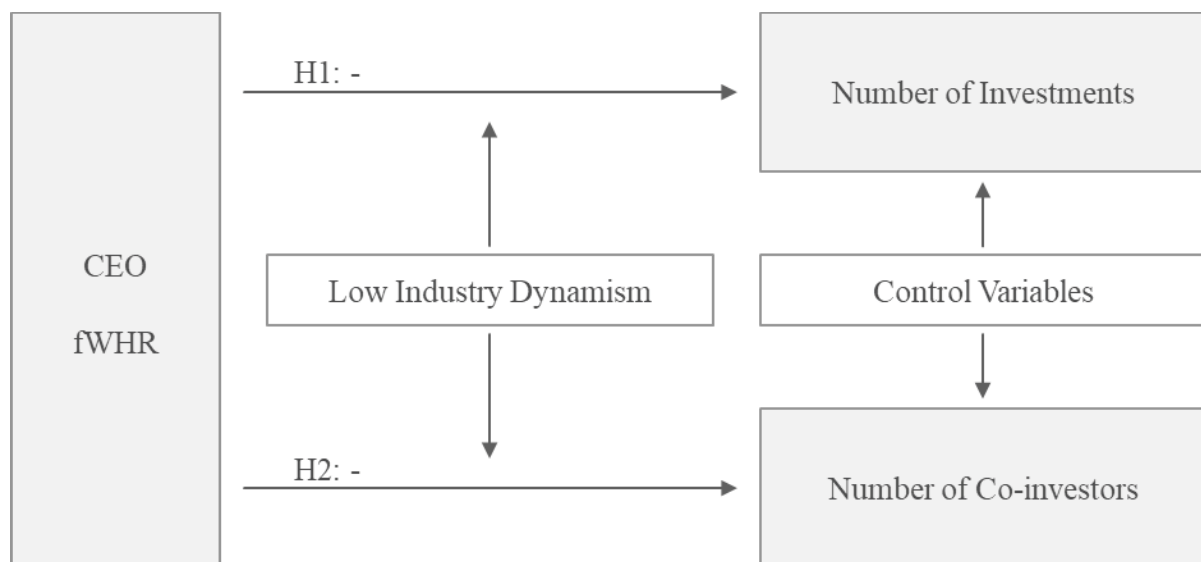 H1: -
Number of Investments
CEO
fWHR
Low Industry Dynamism
Control Variables
H2: -
Number of Co-investors